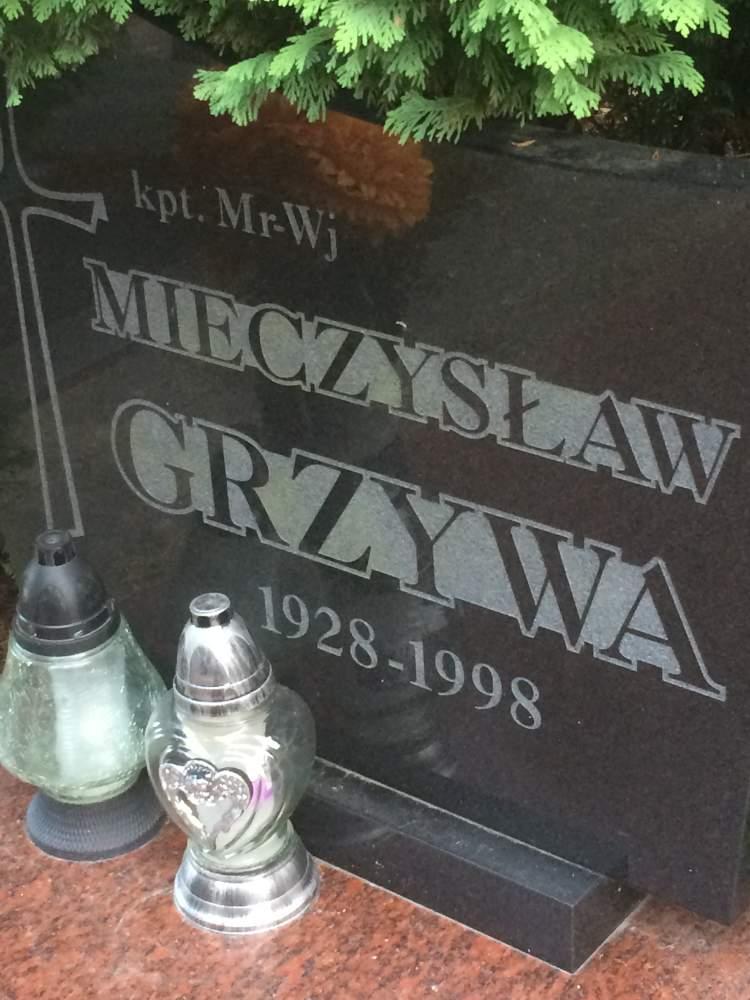 kpt. Mr-Wj
MIECZYSŁAW
GRZYWA
1928-1998